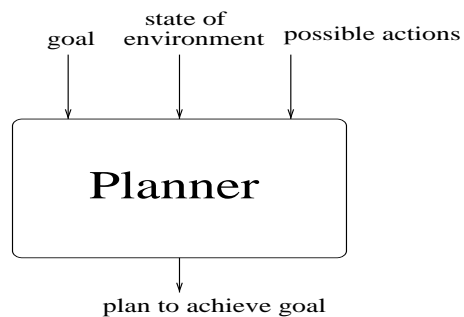 goal
state of
environment
possible actions
Planner
plan to achieve goal